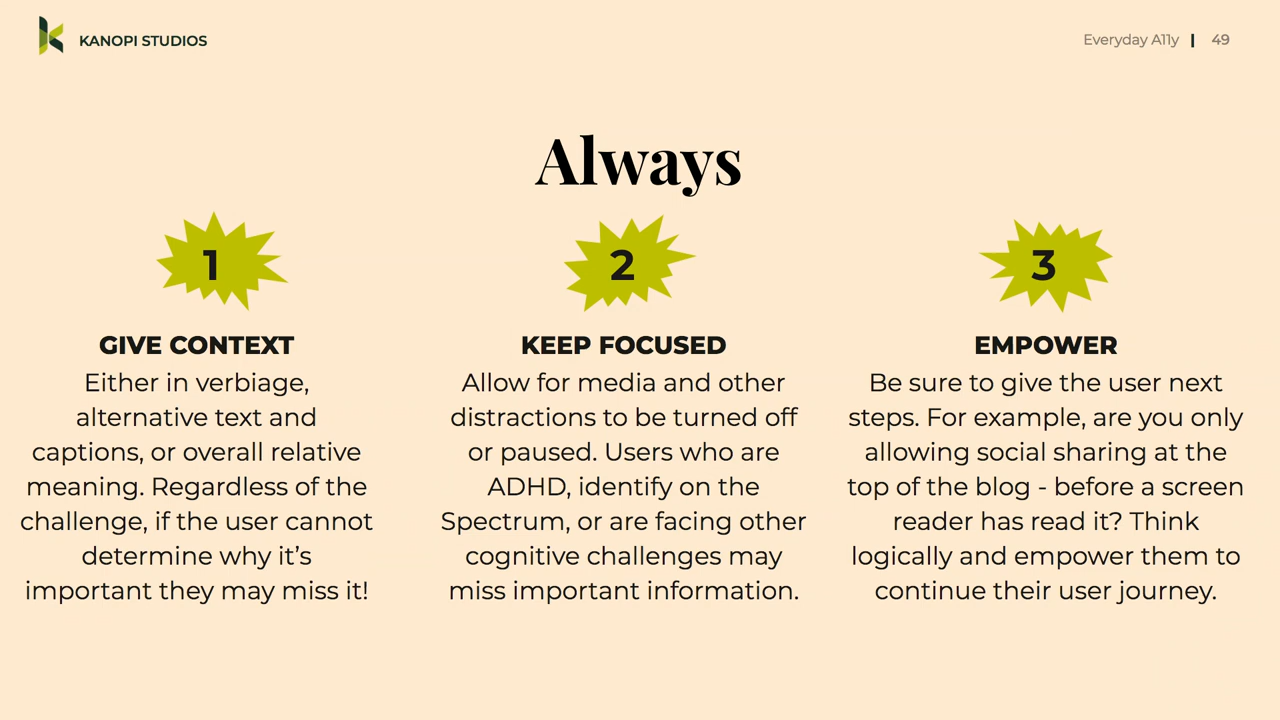 KANOPI STUDIOS
Everyday A11y | 49
Always
1
GIVE CONTEXT
Either in verbiage,
alternative text and
captions, or overall relative
meaning. Regardless of the
challenge, if the user cannot
determine why it’s
important they may miss it!
2
KEEP FOCUSED
Allow for media and other
distractions to be turned off
or paused. Users who are
ADHD, identify on the
Spectrum, or are facing other
cognitive challenges may
miss important information.
3
EMPOWER
Be sure to give the user next
steps. For example, are you only
allowing social sharing at the
top of the blog - before a screen
reader has read it? Think
logically and empower them to
continue their user journey.